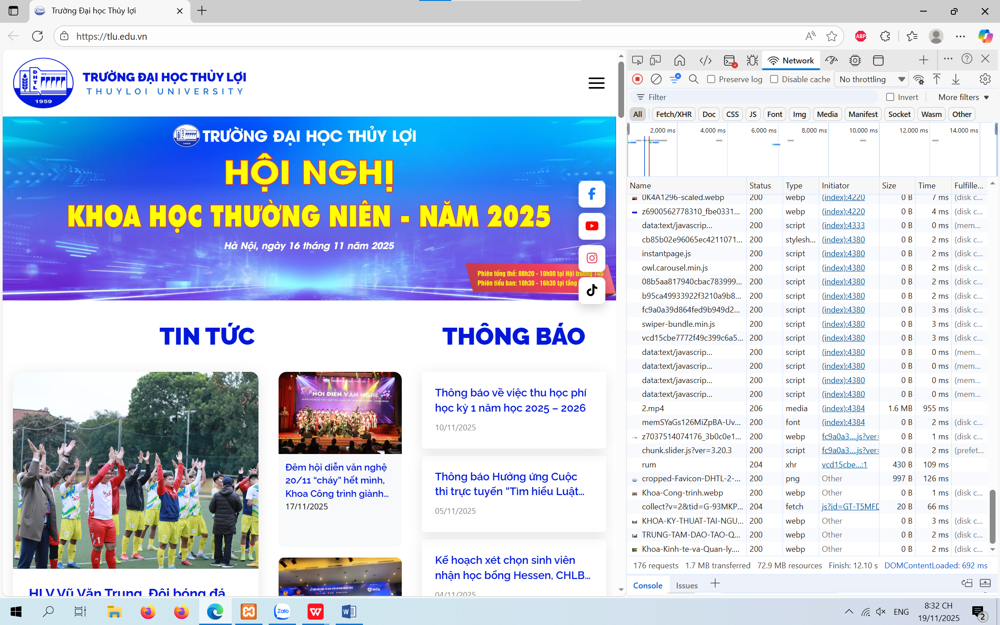 Trường Đại học Thủy lợi
https://tlu.edu.vn
ABP
ĐHTL
1959
TRƯỜNG ĐẠI HỌC THỦY LỢI
THUYLOI UNIVERSITY
TRƯỜNG ĐẠI HỌC THỦY LỢI
HỘI NGHỊ
KHOA HỌC THƯỜNG NIÊN - NĂM 2025
Hà Nội, ngày 16 tháng 11 năm 2025
Phiên tổng thể: 08h20 - 10h00 tại Hội trường T45
Phiên tiểu ban: 10h30 - 16h30 tại tầng
TIN TỨC
THÔNG BÁO
TRƯỜNG ĐẠI HỌC THỦY LỢI
HỘI DIỄN VĂN NGHỆ
Đêm hội diễn văn nghệ
20/11 “cháy” hết mình,
Khoa Công trình giành...
17/11/2025
NCA
HLV Vũ Văn Trung, Đội bóng đá
Thông báo về việc thu học phí
học kỳ 1 năm học 2025 – 2026
10/11/2025
Thông báo Hưởng ứng Cuộc
thi trực tuyến “Tìm hiểu Luật...
05/11/2025
Kế hoạch xét chọn sinh viên
nhận học bổng Hessen, CHLB...
04/11/2025
Network
Preserve log Disable cache No throttling
Filter Invert More filters
All Fetch/XHR Doc CSS JS Font Img Media Manifest Socket Wasm Other
2,000 ms 4,000 ms 6,000 ms 8,000 ms 10,000 ms 12,000 ms 14,000 ms
Name Status Type Initiator Size Time Fulfille...
0K4A1296-scaled.webp 200 webp (index):4220 0 B 7 ms (disk c...
z6900562778310_fbe0331... 200 webp (index):4220 0 B 4 ms (disk c...
data:text/javascrip... 200 script (index):4333 0 B 0 ms (mem...
cb85b02e96065ec4211071... 200 stylesh... (index):4380 0 B 2 ms (disk c...
instantpage.js 200 script (index):4380 0 B 2 ms (disk c...
owl.carousel.min.js 200 script (index):4380 0 B 2 ms (disk c...
08b5aa817940cbac783999... 200 script (index):4380 0 B 2 ms (disk c...
b95ca49933922f3210a9b8... 200 script (index):4380 0 B 2 ms (disk c...
fc9a0a39d864fed9b949d2... 200 script (index):4380 0 B 3 ms (disk c...
swiper-bundle.min.js 200 script (index):4380 0 B 3 ms (disk c...
vcd15cbe7772f49c399c6a5... 200 script (index):4380 0 B 3 ms (disk c...
data:text/javascrip... 200 script (index):4380 0 B 0 ms (mem...
data:text/javascrip... 200 script (index):4380 0 B 0 ms (mem...
data:text/javascrip... 200 script (index):4380 0 B 0 ms (mem...
data:text/javascrip... 200 script (index):4380 0 B 0 ms (mem...
2.mp4 206 media (index):4384 1.6 MB 955 ms
memSYaGs126MiZpBA-Uv... 200 font (index):4384 0 B 2 ms (disk c...
z7037514074176_3b0c0e1... 200 webp fc9a0a3....js?ver= 0 B 1 ms (disk c...
chunk.slider.js?ver=3.20.3 200 script fc9a0a3....js?ver= 0 B 2 ms (prefet...
rum 204 xhr vcd15cbe...:1 430 B 109 ms
cropped-Favicon-DHTL-2-... 200 png Other 997 B 126 ms
Khoa-Cong-trinh.webp 200 webp Other 0 B 1 ms (disk c...
collect?v=2&tid=G-93MKP... 204 fetch js?id=GT-T5MFD 20 B 66 ms
KHOA-KY-THUAT-TAI-NGU... 200 webp Other 0 B 3 ms (disk c...
TRUNG-TAM-DAO-TAO-Q... 200 webp Other 0 B 2 ms (disk c...
Khoa-Kinh-te-va-Quan-ly.... 200 webp Other 0 B 2 ms (disk c...
176 requests 1.7 MB transferred 72.9 MB resources Finish: 12.10 s DOMContentLoaded: 692 ms
Console Issues
Zalo
ENG
8:32 CH
19/11/2025
2